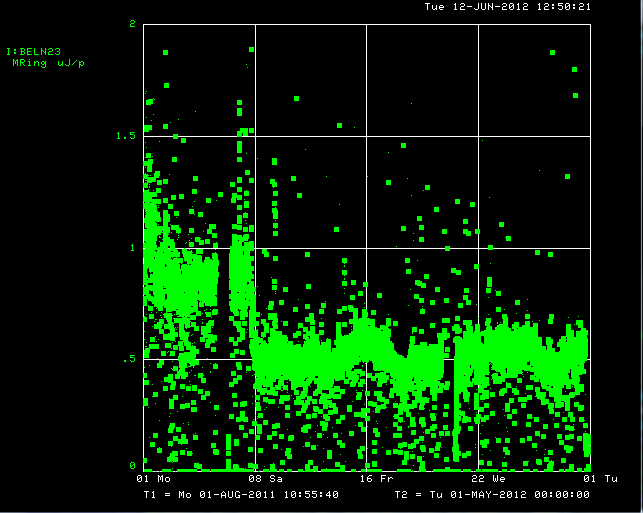 Tue 12-JUN-2012 12:50:21
2
I:BELN23
MRing uJ/p
1.5
1
.5
0
01 Mo 08 Sa 16 Fr 22 We 01 Tu
T1 = Mo 01-AUG-2011 10:55:40 T2 = Tu 01-MAY-2012 00:00:00